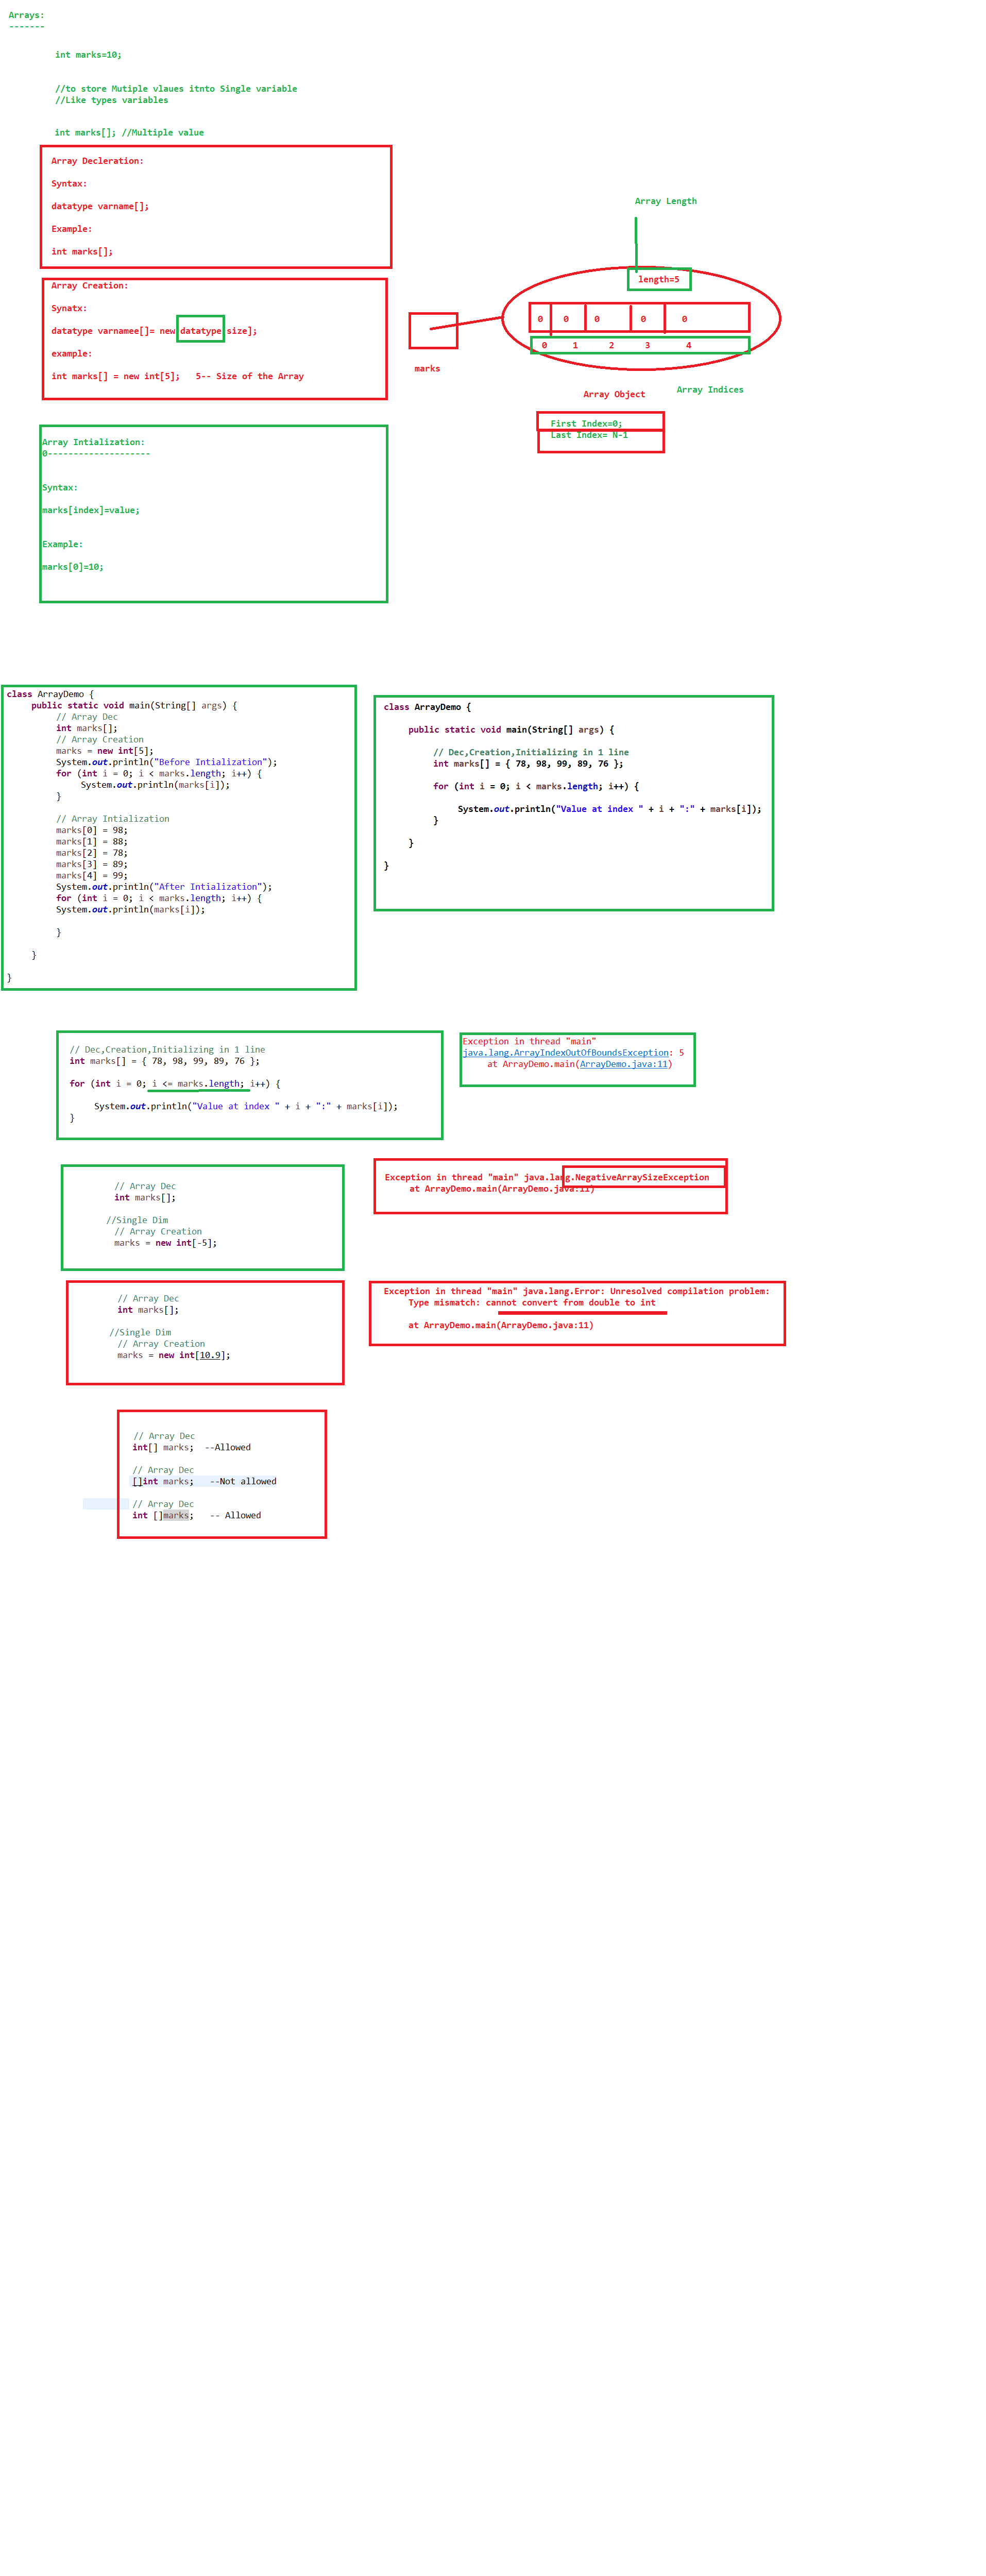 Arrays:
-------
int marks=10;
//to store Mutiple vlaues itnto Single variable
//Like types variables
int marks[]; //Multiple value
Array Decleration:
Syntax:
datatype varname[];
Example:
int marks[];
Array Creation:
Synatx:
datatype varnamee[]= new datatype size];
example:
int marks[] = new int[5];   5-- Size of the Array
Array Length
length=5
0 0 0 0 0
0 1 2 3 4
marks
Array Object
Array Indices
First Index=0;
Last Index= N-1
Array Intialization:
0--------------------
Syntax:
marks[index]=value;
Example:
marks[0]=10;
class ArrayDemo {
public static void main(String[] args) {
// Array Dec
int marks[];
// Array Creation
marks = new int[5];
System.out.println("Before Intialization");
for (int i = 0; i < marks.length; i++) {
System.out.println(marks[i]);
}
// Array Intialization
marks[0] = 98;
marks[1] = 88;
marks[2] = 78;
marks[3] = 89;
marks[4] = 99;
System.out.println("After Intialization");
for (int i = 0; i < marks.length; i++) {
System.out.println(marks[i]);
}
}
}
class ArrayDemo {
public static void main(String[] args) {
// Dec,Creation,Initializing in 1 line
int marks[] = { 78, 98, 99, 89, 76 };
for (int i = 0; i < marks.length; i++) {
System.out.println("Value at index " + i + ":" + marks[i]);
}
}
}
// Dec,Creation,Initializing in 1 line
int marks[] = { 78, 98, 99, 89, 76 };
for (int i = 0; i <= marks.length; i++) {
System.out.println("Value at index " + i + ":" + marks[i]);
}
Exception in thread "main"
java.lang.ArrayIndexOutOfBoundsException: 5
at ArrayDemo.main(ArrayDemo.java:11)
// Array Dec
int marks[];
//Single Dim
// Array Creation
marks = new int[-5];
Exception in thread "main" java.lang.NegativeArraySizeException
at ArrayDemo.main(ArrayDemo.java:11)
// Array Dec
int marks[];
//Single Dim
// Array Creation
marks = new int[10.9];
Exception in thread "main" java.lang.Error: Unresolved compilation problem:
Type mismatch: cannot convert from double to int
at ArrayDemo.main(ArrayDemo.java:11)
// Array Dec
int[] marks;  --Allowed
// Array Dec
[]int marks;   --Not allowed
// Array Dec
int []marks;   -- Allowed